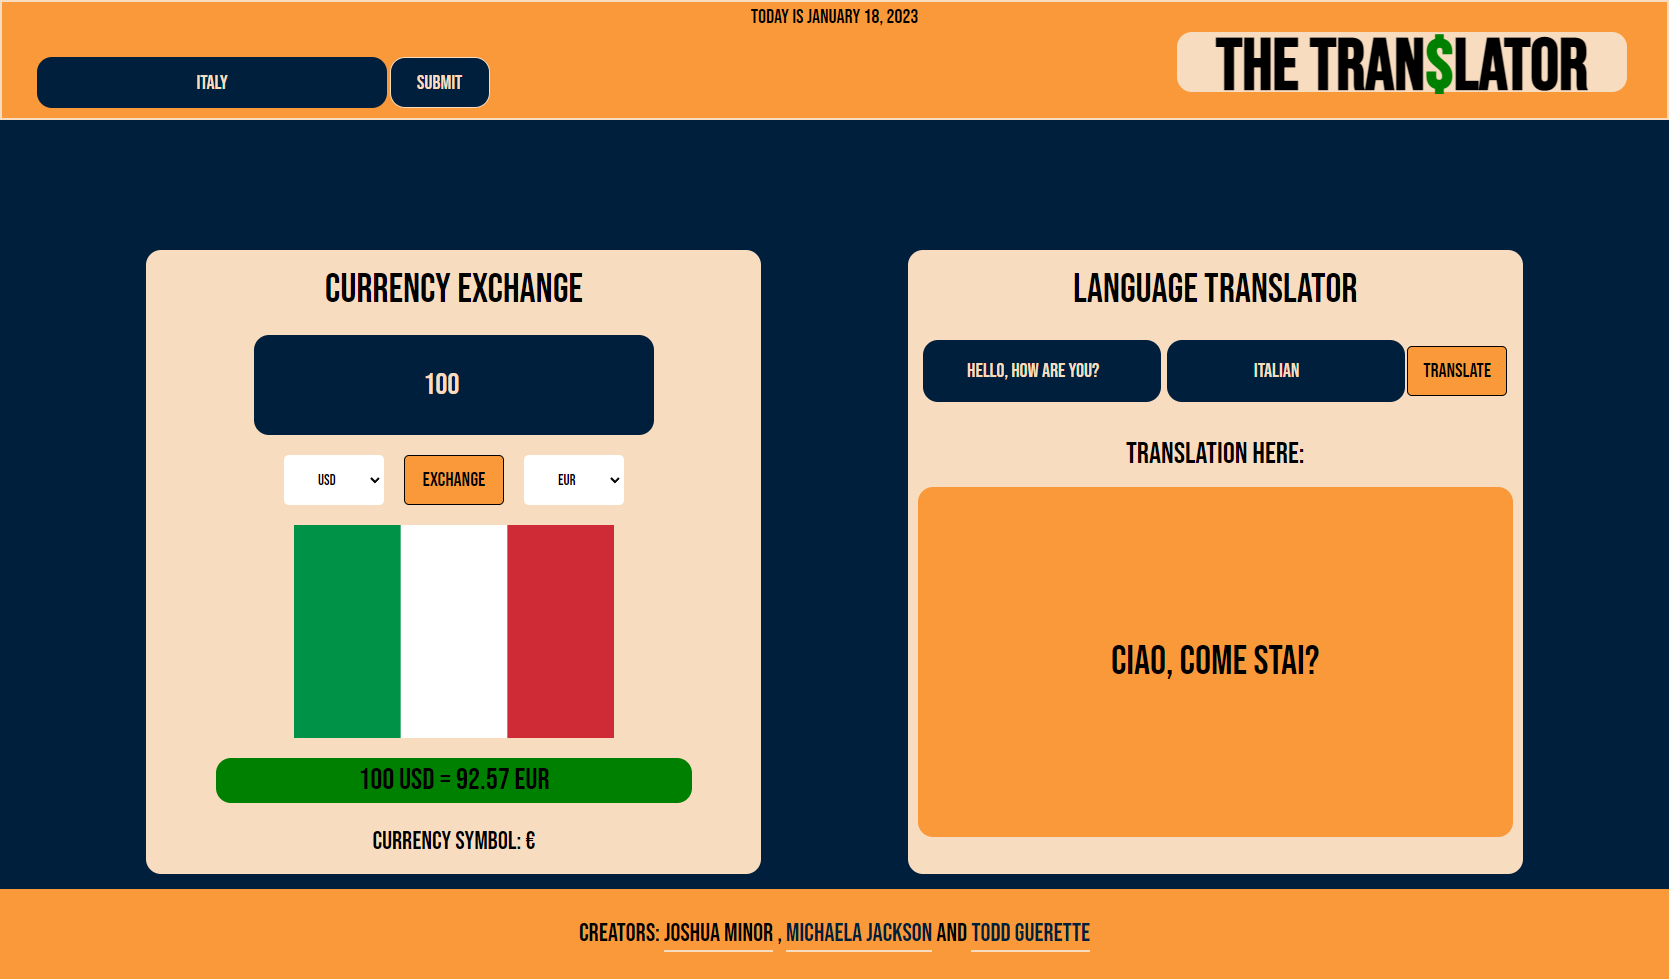 TODAY IS JANUARY 18, 2023
ITALY
SUBMIT
THE TRAN$LATOR
CURRENCY EXCHANGE
100
USD
EXCHANGE
EUR
100 USD = 92.57 EUR
CURRENCY SYMBOL: €
LANGUAGE TRANSLATOR
HELLO, HOW ARE YOU?
ITALIAN
TRANSLATE
TRANSLATION HERE:
CIAO, COME STAI?
CREATORS: JOSHUA MINOR , MICHAELA JACKSON AND TODD GUERETTE